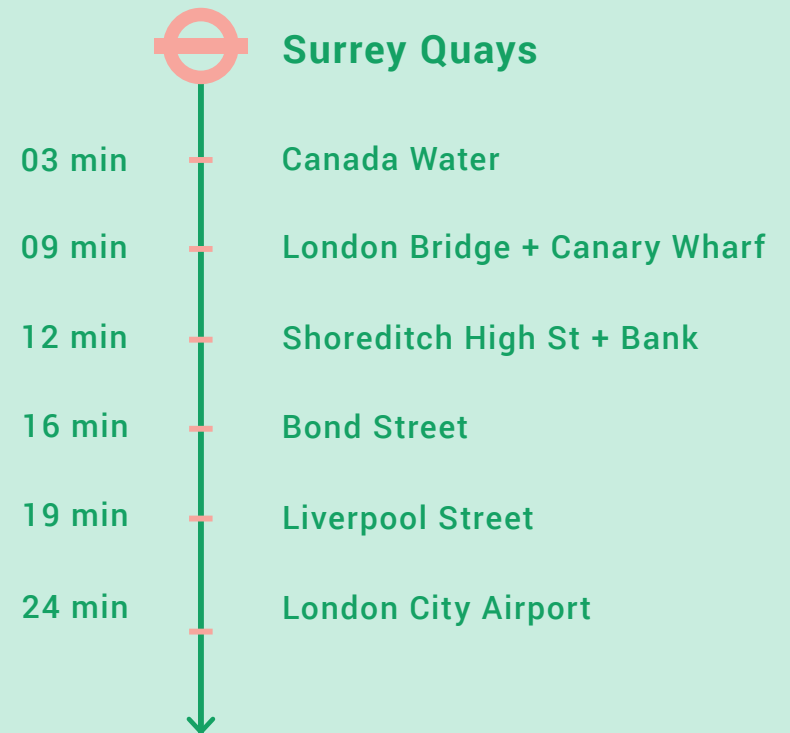 Surrey Quays
03 min Canada Water
09 min London Bridge + Canary Wharf
12 min Shoreditch High St + Bank
16 min Bond Street
19 min Liverpool Street
24 min London City Airport